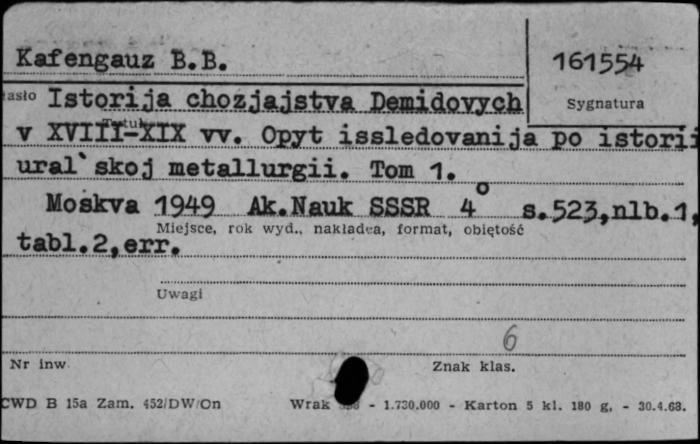 Kafengauz B.B.
161554
Sygnatura
Istorija chozjajstva Demidovych
v XVIII-XIX vv. Opyt issledovanija po istorii
ural`skoj metallurgii. Tom 1.
Moskva 1949 Ak.Nauk SSSR 4° s.523,nlb.1,
Miejsce, rok wyd., nakładca, format, objętość
tabl.2,err.
Uwagi
6
Nr inw.
Znak klas.
CWD B 15a Zam. 452/DW/On Wrak - 1.730.000 - Karton 5 kl. 180 g. - 30.4.68.